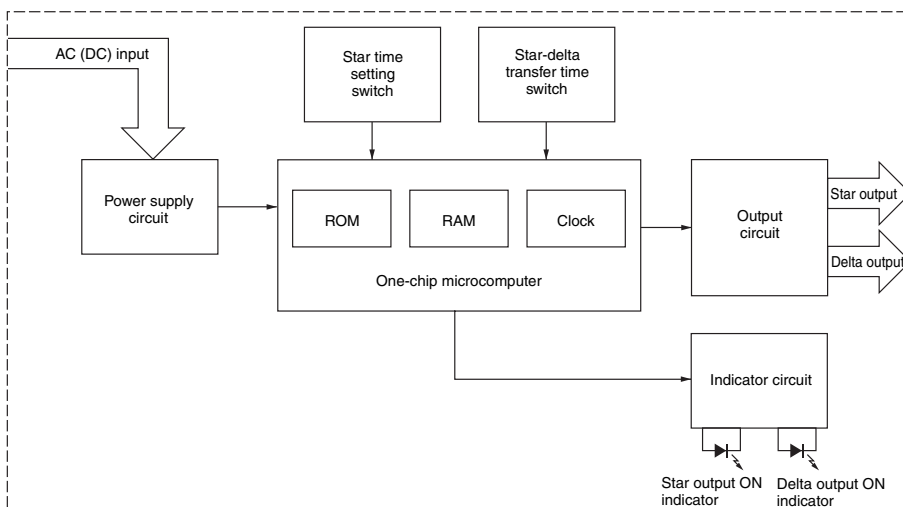 AC (DC) input
Star time
setting
switch
Star-delta
transfer time
switch
Power supply
circuit
ROM
RAM
Clock
One-chip microcomputer
Output
circuit
Star output
Delta output
Indicator circuit
Star output ON
indicator
Delta output ON
indicator